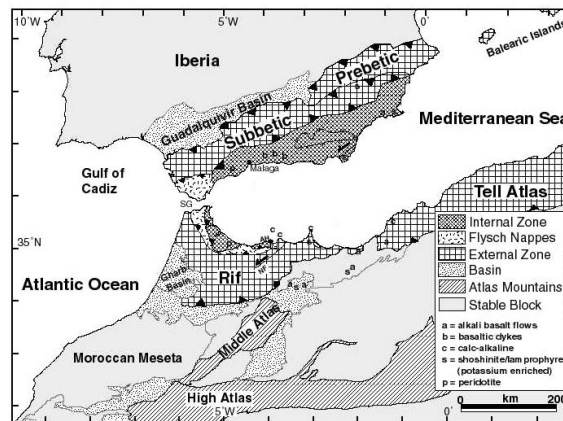 10°W
5°W
0°
Balearic Islands
Iberia
Prebetic
Guadalquivir Basin
Subbetic
Mediterranean Sea
Gulf of
Cadiz
Malaga
SG
Tell Atlas
35°N
Atlantic Ocean
Gharb
Basin
Rif
AH
NF
Middle Atlas
Moroccan Meseta
High Atlas
5°W
0°
Internal Zone
Flysch Nappes
External Zone
Basin
Atlas Mountains
Stable Block
a = alkali basalt flows
b = basaltic dykes
c = calc-alkaline
s = shoshinite/lamprophyre
(potassium enriched)
p = peridotite
0 km 200